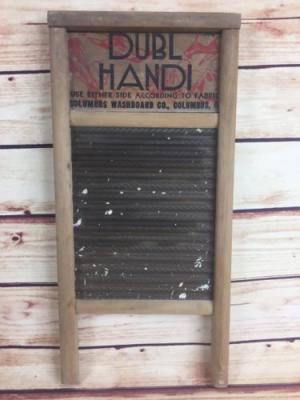 DUBL
HANDI
USE EITHER SIDE ACCORDING TO FABRIC
COLUMBUS WASHBOARD CO., COLUMBUS,